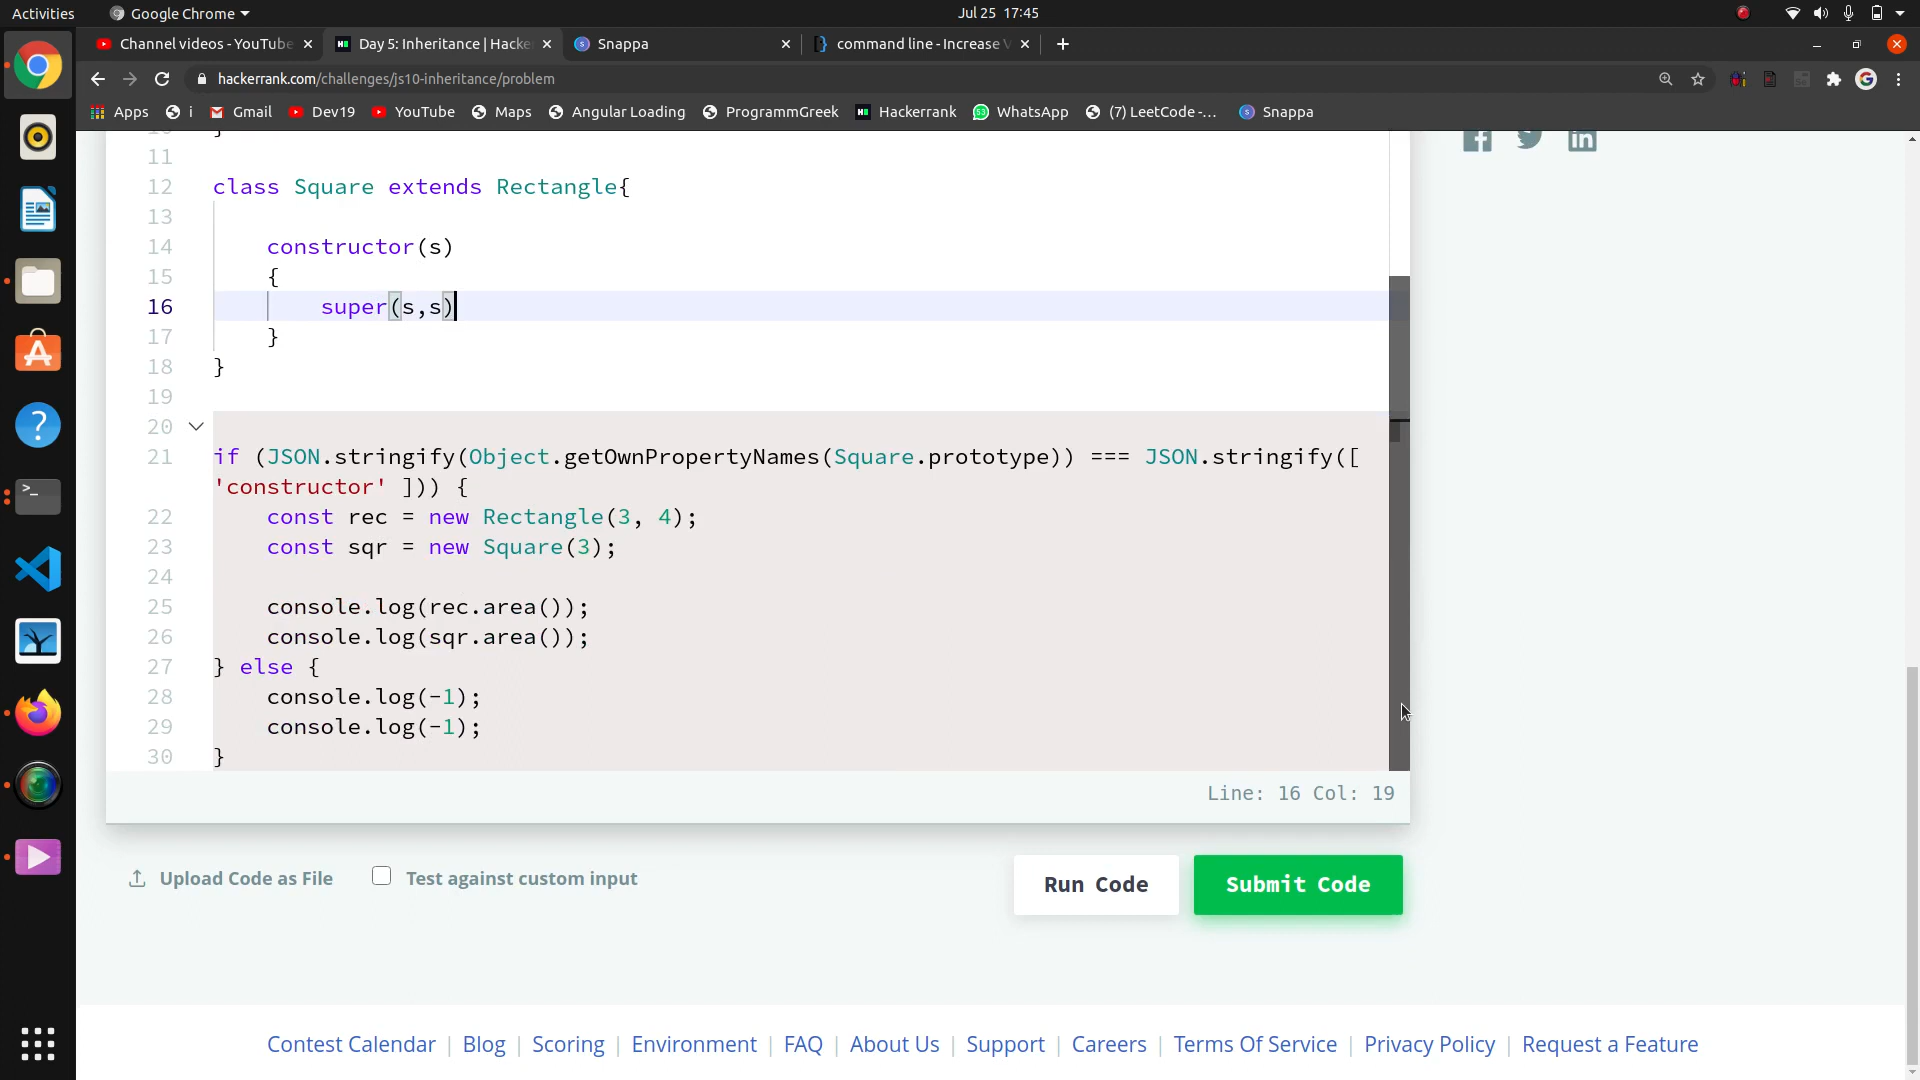 Activities Google Chrome Jul 25 17:45
Channel videos - YouTube Day 5: Inheritance | Hacke Snappa command line - Increase V
hackerrank.com/challenges/js10-inheritance/problem
Apps i Gmail Dev19 YouTube Maps Angular Loading ProgrammGreek Hackerrank WhatsApp (7) LeetCode -... Snappa
11
12 class Square extends Rectangle{
13
14 constructor(s)
15 {
16 super(s,s)
17 }
18 }
19
20
21 if (JSON.stringify(Object.getOwnPropertyNames(Square.prototype)) === JSON.stringify([
'constructor' ])) {
22 const rec = new Rectangle(3, 4);
23 const sqr = new Square(3);
24
25 console.log(rec.area());
26 console.log(sqr.area());
27 } else {
28 console.log(-1);
29 console.log(-1);
30 }
Line: 16 Col: 19
Upload Code as File Test against custom input Run Code Submit Code
Contest Calendar | Blog | Scoring | Environment | FAQ | About Us | Support | Careers | Terms Of Service | Privacy Policy | Request a Feature